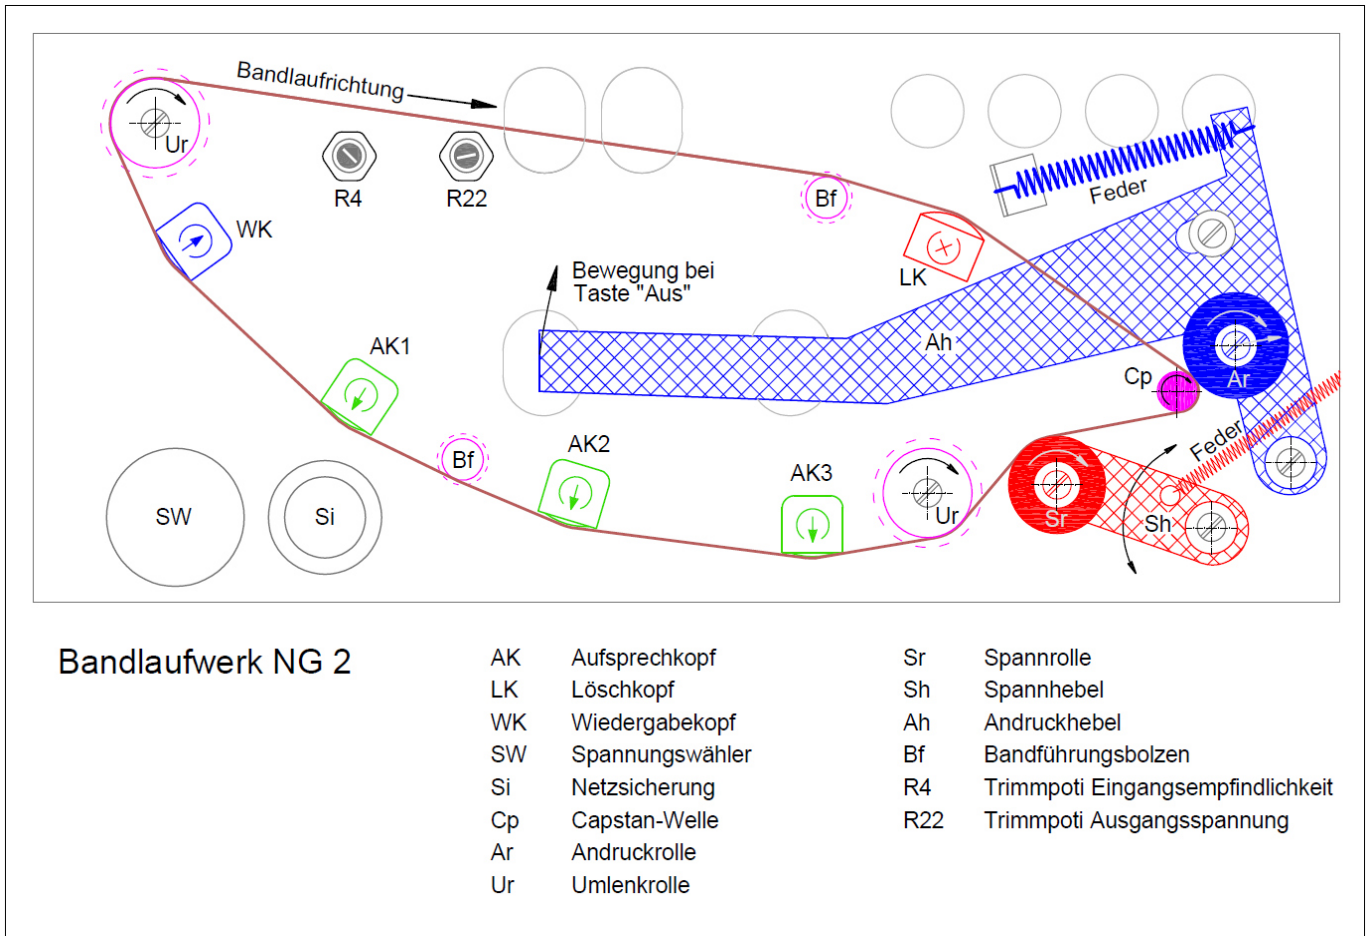 Bandlaufrichtung
Ur
R4
R22
Bf
Feder
WK
LK
Bewegung bei
Taste "Aus"
Ah
AK1
Cp
Ar
Feder
Bf
AK2
AK3
SW
Si
Ur
Sr
Sh
Bandlaufwerk NG 2
AK Aufsprechkopf
LK Löschkopf
WK Wiedergabekopf
SW Spannungswähler
Si Netzsicherung
Cp Capstan-Welle
Ar Andruckrolle
Ur Umlenkrolle
Sr Spannrolle
Sh Spannhebel
Ah Andruckhebel
Bf Bandführungsbolzen
R4 Trimmpoti Eingangsempfindlichkeit
R22 Trimmpoti Ausgangsspannung